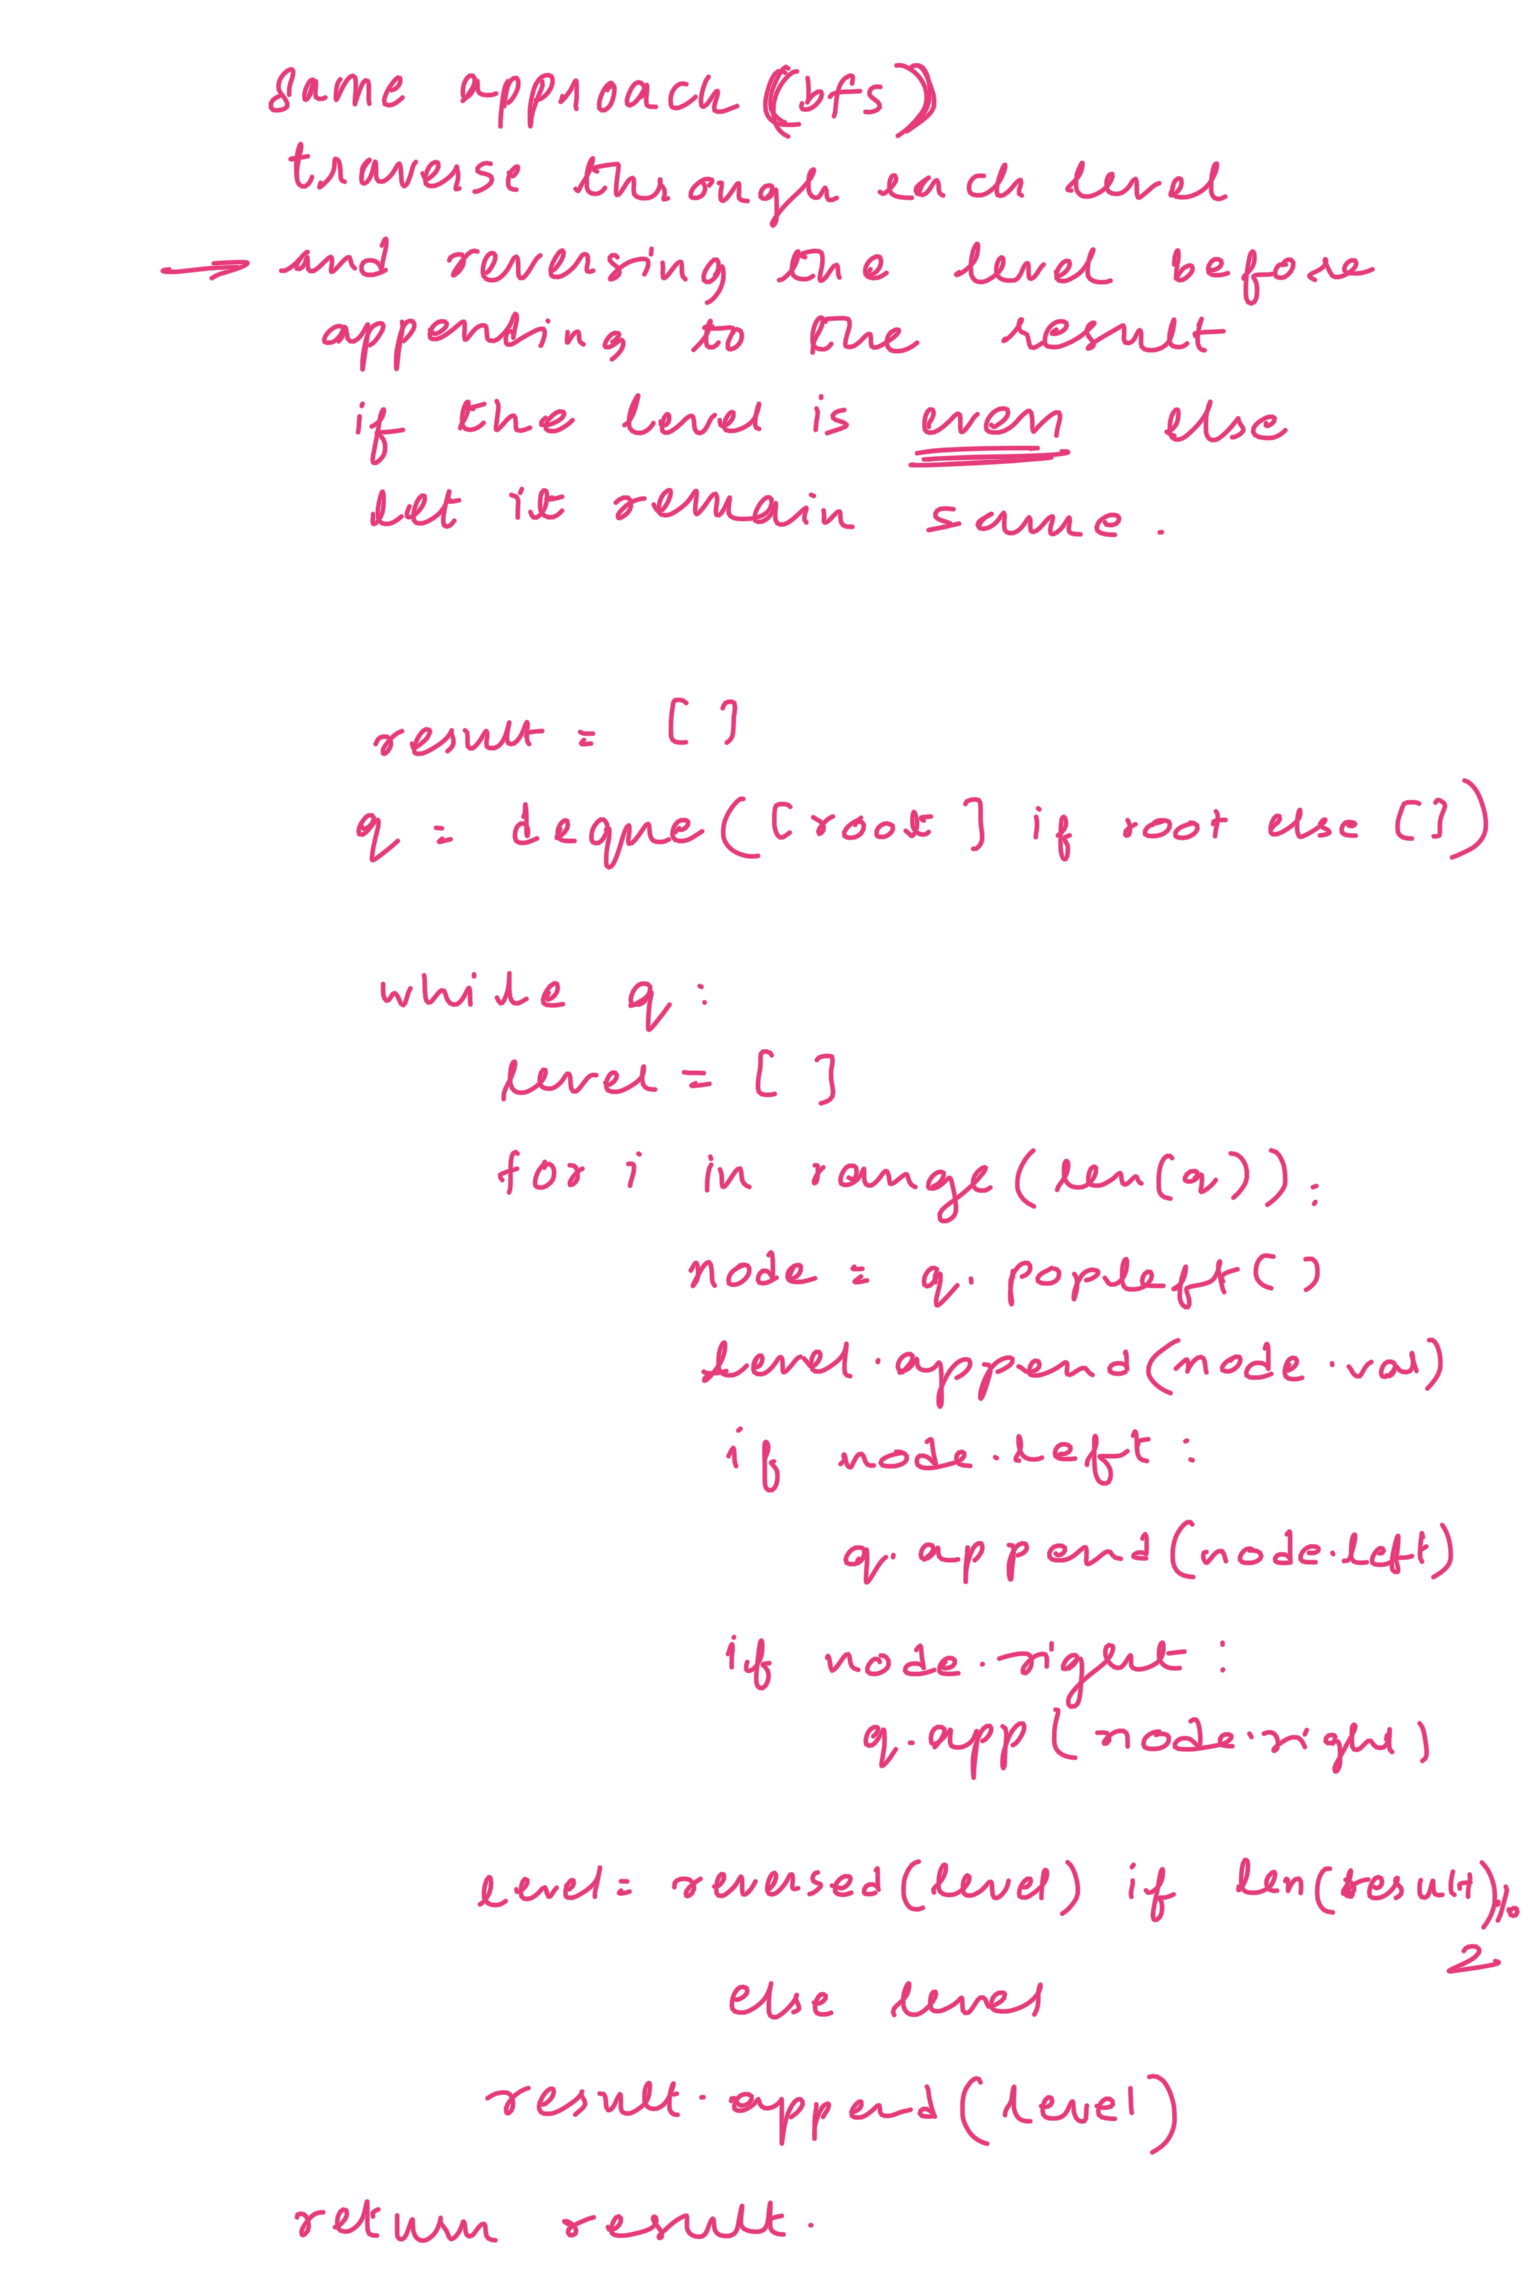 same approach (bfs)
travers e through each level
→ and reversing the level before
appending to the result
if the level is even else
let it remain same.
result = [ ]
q = deque([root] if root else [])
while q:
level = [ ]
for i in range(len(q)):
node = q.popleft()
level.append(node.val)
if node.left:
q.append(node.left)
if node.right:
q.app(node.right)
level = reversed(level) if len(result)%
2
else level
result.append(level)
return result.